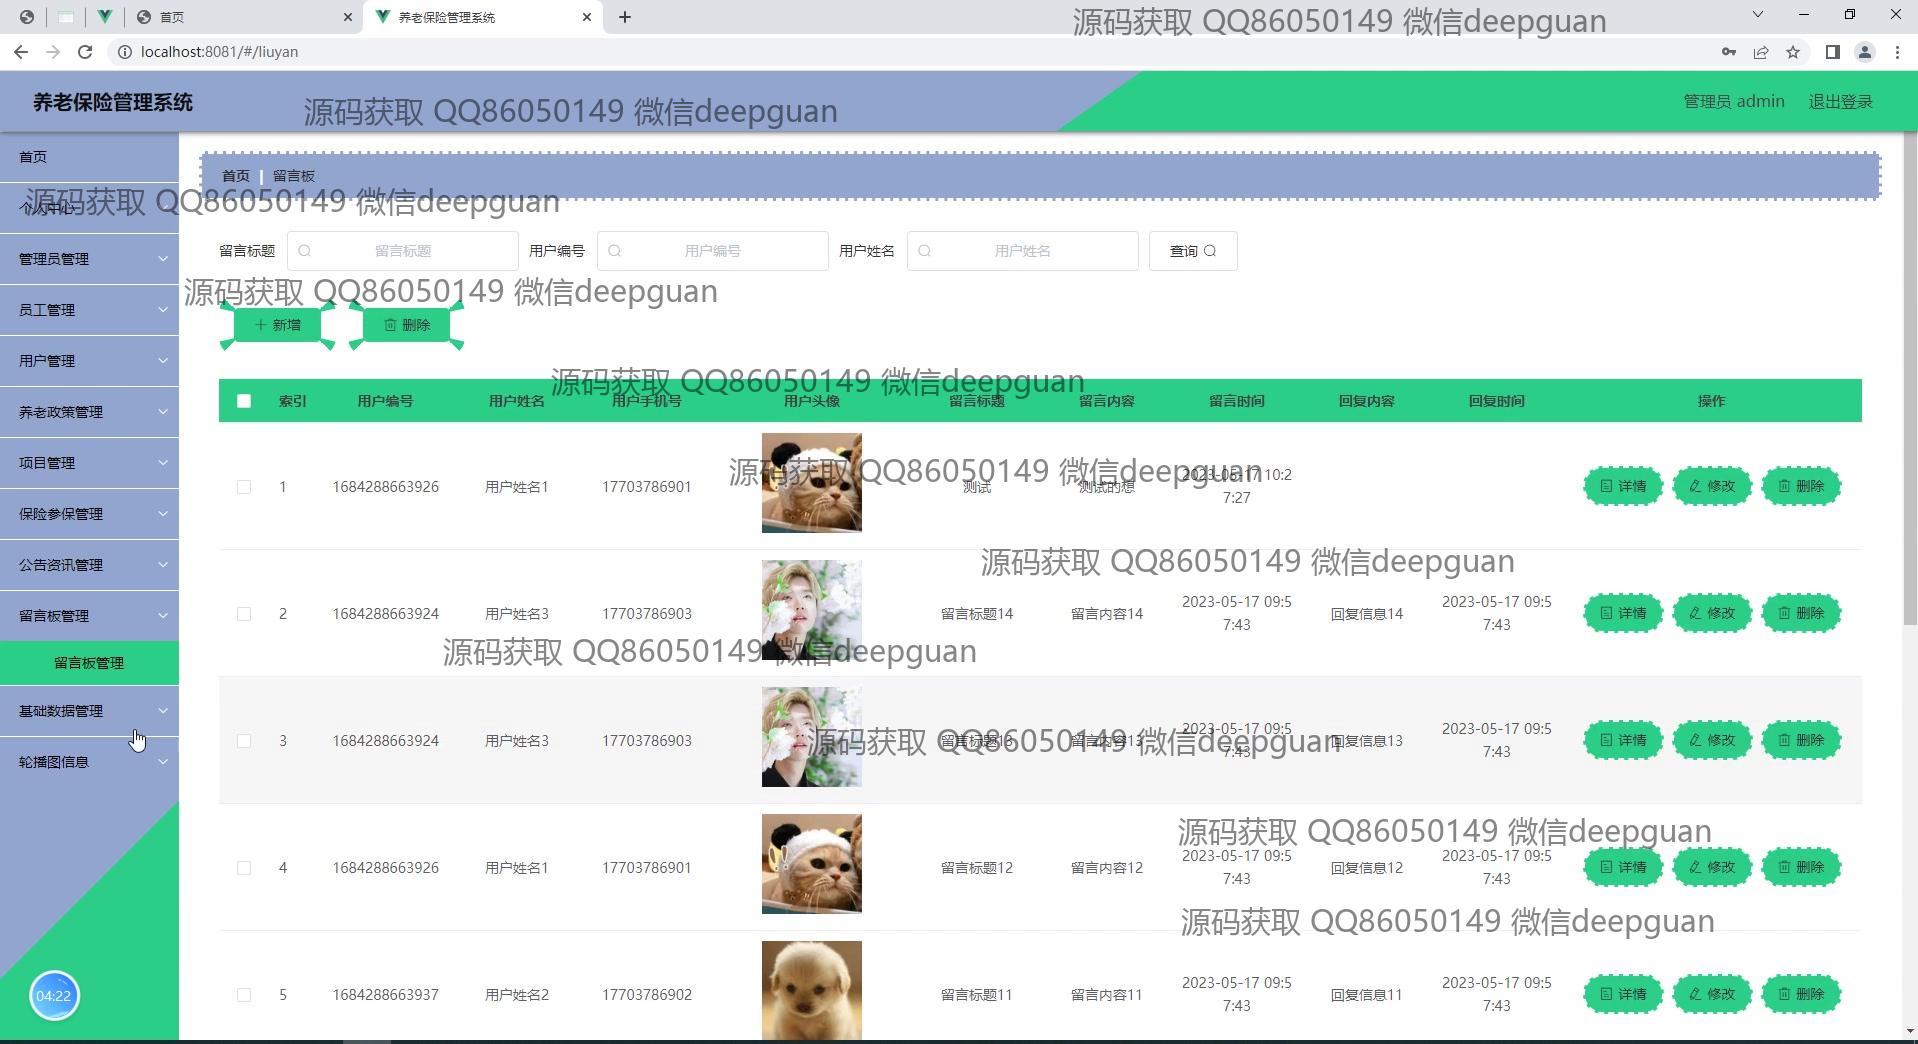 首页
养老保险管理系统
源码获取 QQ86050149 微信deepguan
localhost:8081/#/liuyan
养老保险管理系统
源码获取 QQ86050149 微信deepguan
管理员 admin
退出登录
首页
个人中心
管理员管理
员工管理
用户管理
养老政策管理
项目管理
保险参保管理
公告资讯管理
留言板管理
留言板管理
基础数据管理
轮播图信息
04:22
首页 | 留言板
源码获取 QQ86050149 微信deepguan
留言标题 留言标题 用户编号 用户编号 用户姓名 用户姓名 查询
源码获取 QQ86050149 微信deepguan
新增 删除
源码获取 QQ86050149 微信deepguan
索引 用户编号 用户姓名 用户手机号 用户头像 留言标题 留言内容 留言时间 回复内容 回复时间 操作
源码获取 QQ86050149 微信deepguan
1 1684288663926 用户姓名1 17703786901 测试 测试的想 2023-05-17 10:2 详情 修改 删除
7:27
源码获取 QQ86050149 微信deepguan
2 1684288663924 用户姓名3 17703786903 留言标题14 留言内容14 2023-05-17 09:5 回复信息14 2023-05-17 09:5 详情 修改 删除
7:43 7:43
源码获取 QQ86050149 微信deepguan
3 1684288663924 用户姓名3 17703786903 留言标题13 留言内容13 2023-05-17 09:5 回复信息13 2023-05-17 09:5 详情 修改 删除
7:43 7:43
源码获取 QQ86050149 微信deepguan
源码获取 QQ86050149 微信deepguan
4 1684288663926 用户姓名1 17703786901 留言标题12 留言内容12 2023-05-17 09:5 回复信息12 2023-05-17 09:5 详情 修改 删除
7:43 7:43
源码获取 QQ86050149 微信deepguan
5 1684288663937 用户姓名2 17703786902 留言标题11 留言内容11 2023-05-17 09:5 回复信息11 2023-05-17 09:5 详情 修改 删除
7:43 7:43